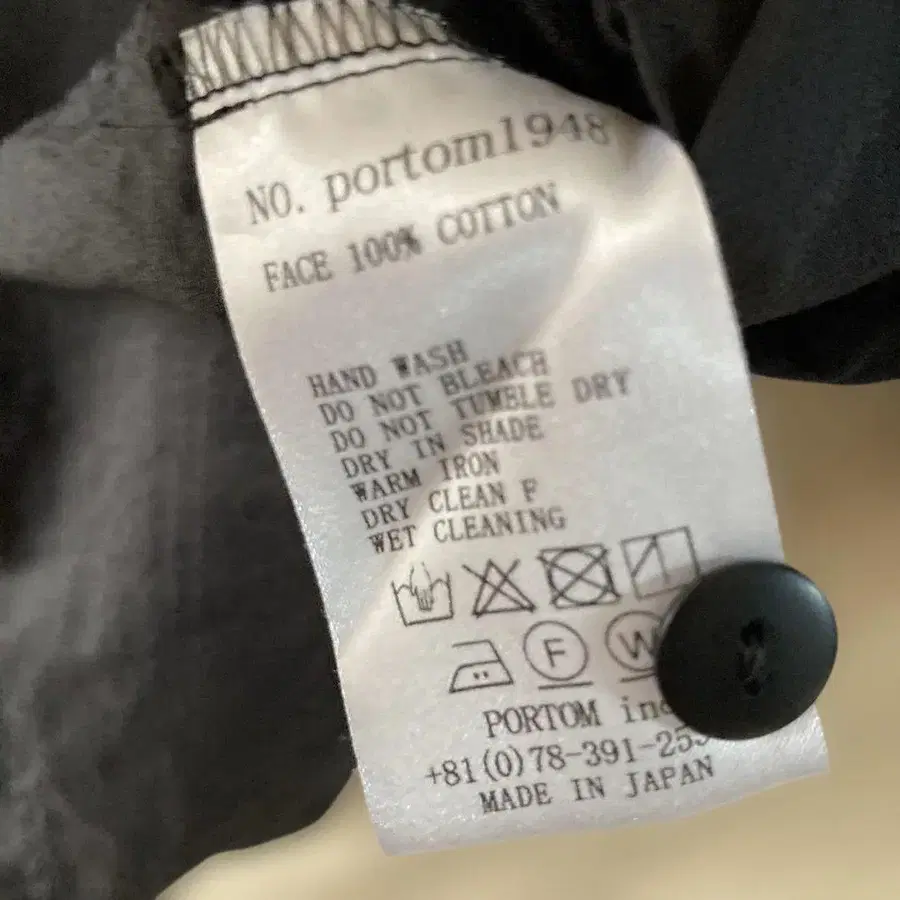 NO. portom1948
FACE 100% COTTON
HAND WASH
DO NOT BLEACH
DO NOT TUMBLE DRY
DRY IN SHADE
WARM IRON
DRY CLEAN F
WET CLEANING
F W
PORTOM
+81(0)78-391-25
MADE IN JAPAN